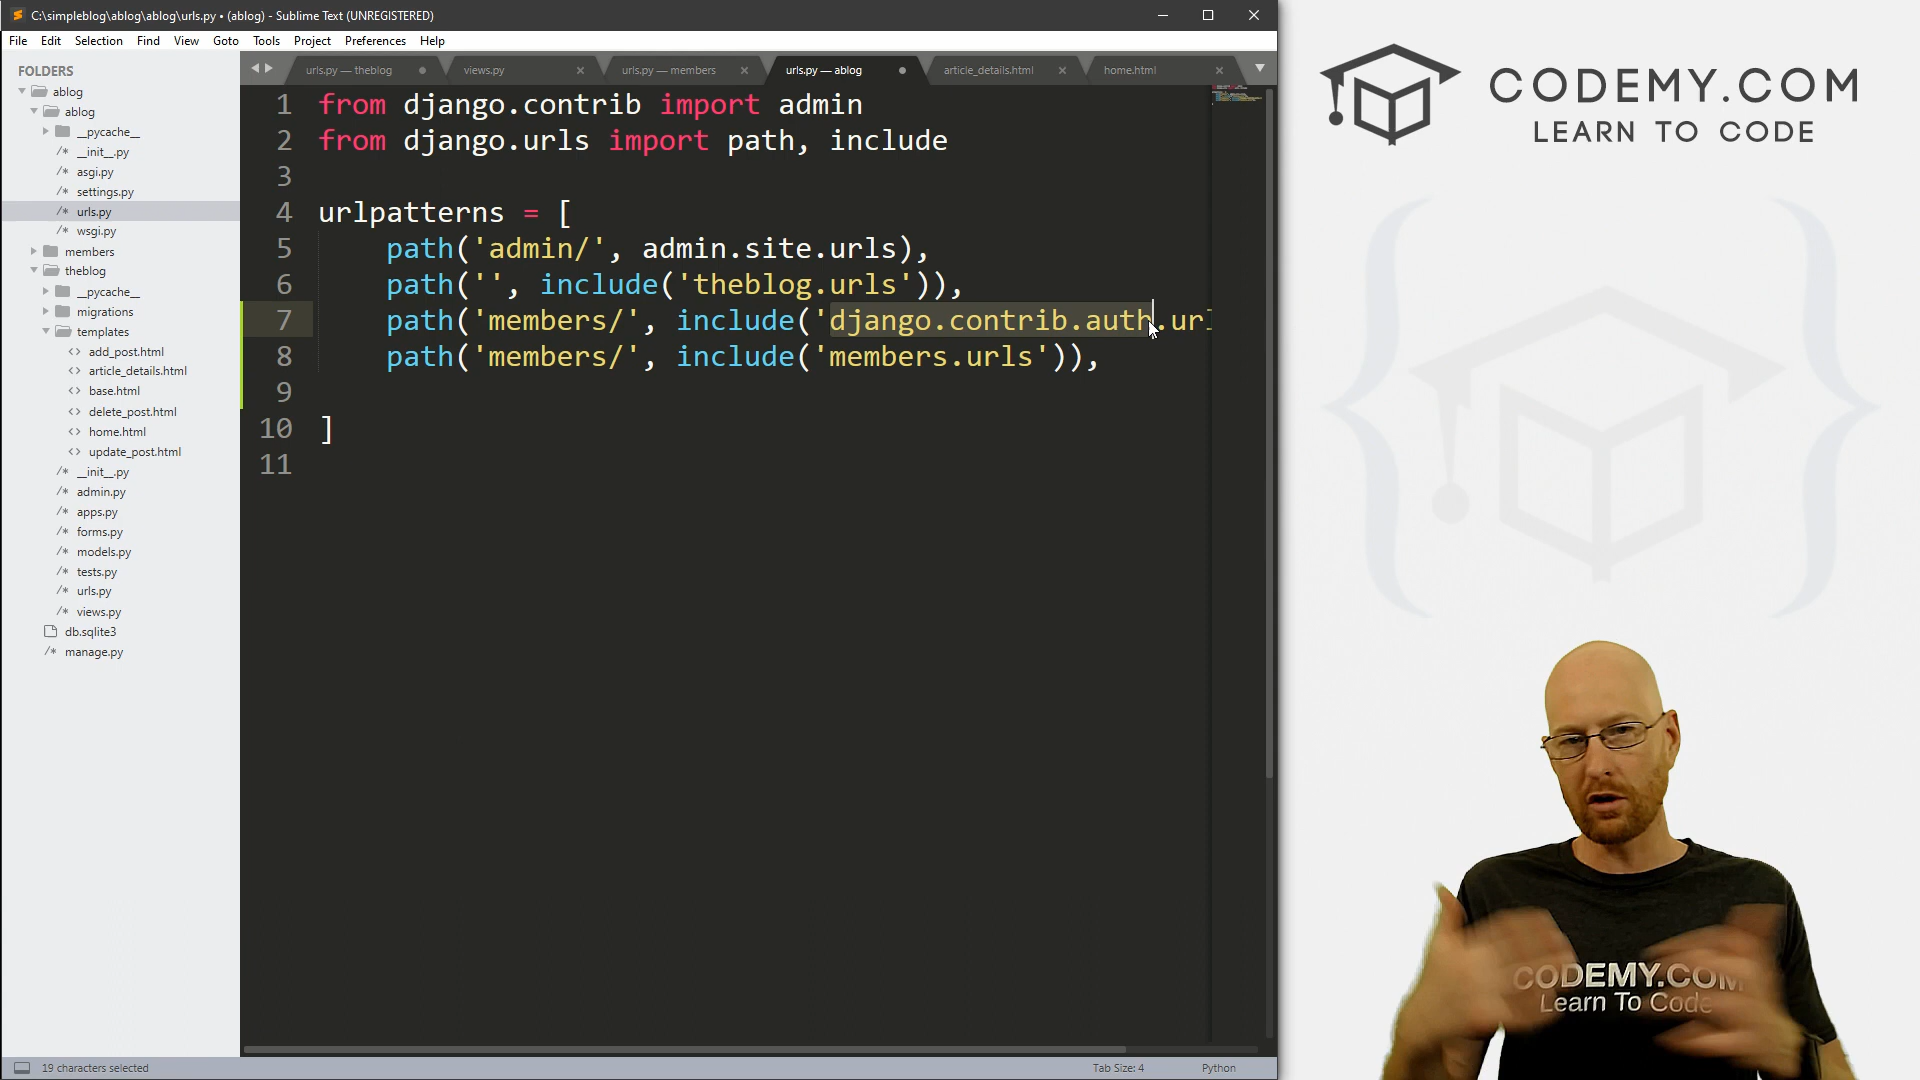 C:\simpleblog\ablog\ablog\urls.py • (ablog) - Sublime Text (UNREGISTERED)
File Edit Selection Find View Goto Tools Project Preferences Help
FOLDERS
ablog
ablog
__pycache__
__init__.py
asgi.py
settings.py
urls.py
wsgi.py
members
theblog
__pycache__
migrations
templates
add_post.html
article_details.html
base.html
delete_post.html
home.html
update_post.html
__init__.py
admin.py
apps.py
forms.py
models.py
tests.py
urls.py
views.py
db.sqlite3
manage.py
urls.py — theblog
views.py
urls.py — members
urls.py — ablog
article_details.html
home.html
1 from django.contrib import admin
2 from django.urls import path, include
3
4 urlpatterns = [
5 path('admin/', admin.site.urls),
6 path('', include('theblog.urls')),
7 path('members/', include('django.contrib.auth.url
8 path('members/', include('members.urls')),
9
10 ]
11
19 characters selected
Tab Size: 4
Python
CODEMY.COM
LEARN TO CODE
CODEMY.COM
Learn To Code